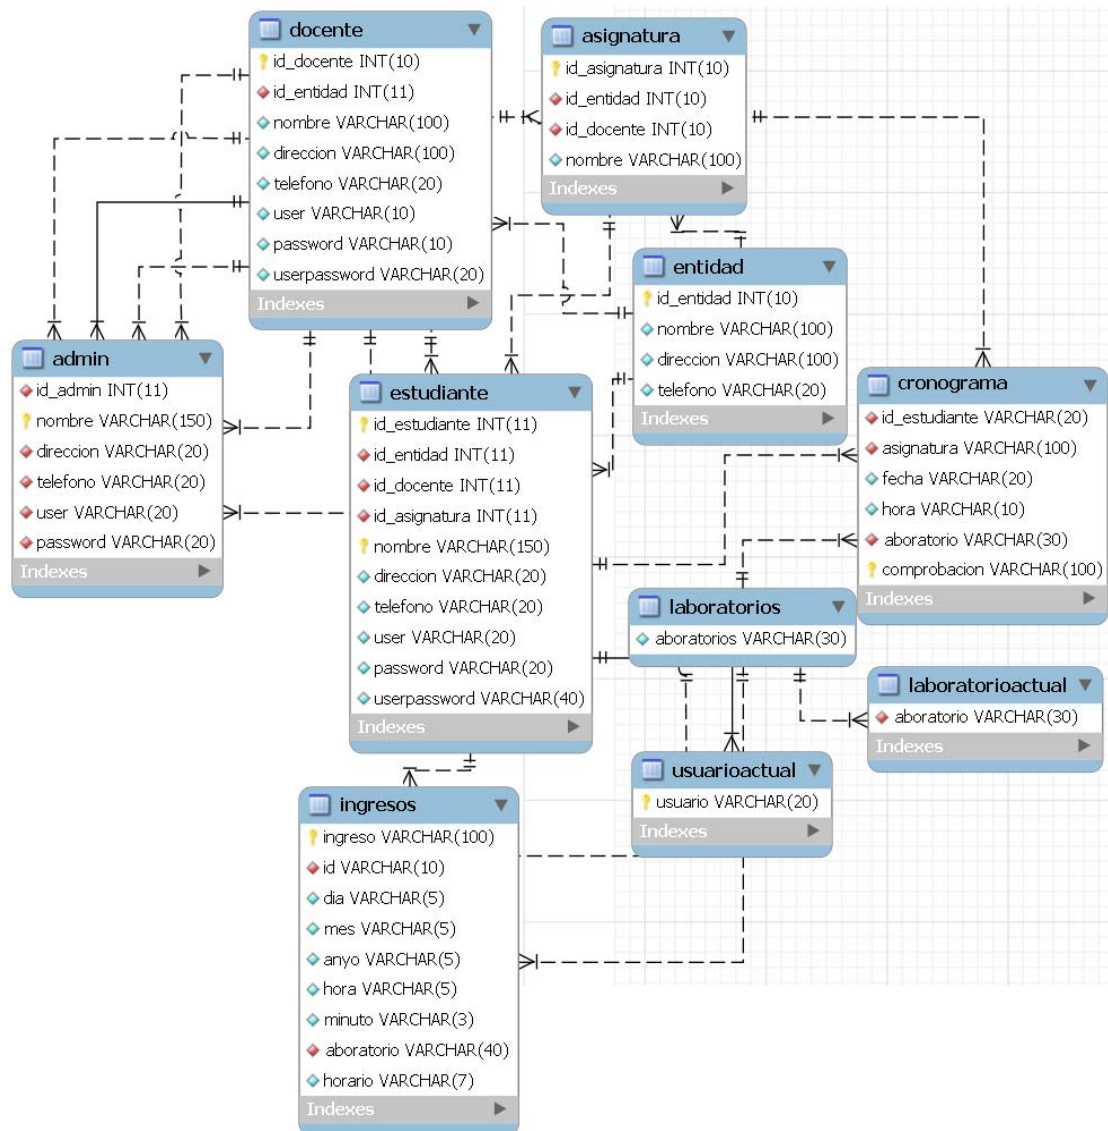 docente
id_docente INT(10)
id_entidad INT(11)
nombre VARCHAR(100)
direccion VARCHAR(100)
telefono VARCHAR(20)
user VARCHAR(10)
password VARCHAR(10)
userpassword VARCHAR(20)
Indexes
asignatura
id_asignatura INT(10)
id_entidad INT(10)
id_docente INT(10)
nombre VARCHAR(100)
Indexes
entidad
id_entidad INT(10)
nombre VARCHAR(100)
direccion VARCHAR(100)
telefono VARCHAR(20)
Indexes
admin
id_admin INT(11)
nombre VARCHAR(150)
direccion VARCHAR(20)
telefono VARCHAR(20)
user VARCHAR(20)
password VARCHAR(20)
Indexes
estudiante
id_estudiante INT(11)
id_entidad INT(11)
id_docente INT(11)
id_asignatura INT(11)
nombre VARCHAR(150)
direccion VARCHAR(20)
telefono VARCHAR(20)
user VARCHAR(20)
password VARCHAR(20)
userpassword VARCHAR(40)
Indexes
cronograma
id_estudiante VARCHAR(20)
asignatura VARCHAR(100)
fecha VARCHAR(20)
hora VARCHAR(10)
aboratorio VARCHAR(30)
comprobacion VARCHAR(100)
Indexes
laboratorios
aboratorios VARCHAR(30)
laboratorioactual
aboratorio VARCHAR(30)
Indexes
usuarioactual
usuario VARCHAR(20)
Indexes
ingresos
ingreso VARCHAR(100)
id VARCHAR(10)
dia VARCHAR(5)
mes VARCHAR(5)
anyo VARCHAR(5)
hora VARCHAR(5)
minuto VARCHAR(3)
aboratorio VARCHAR(40)
horario VARCHAR(7)
Indexes